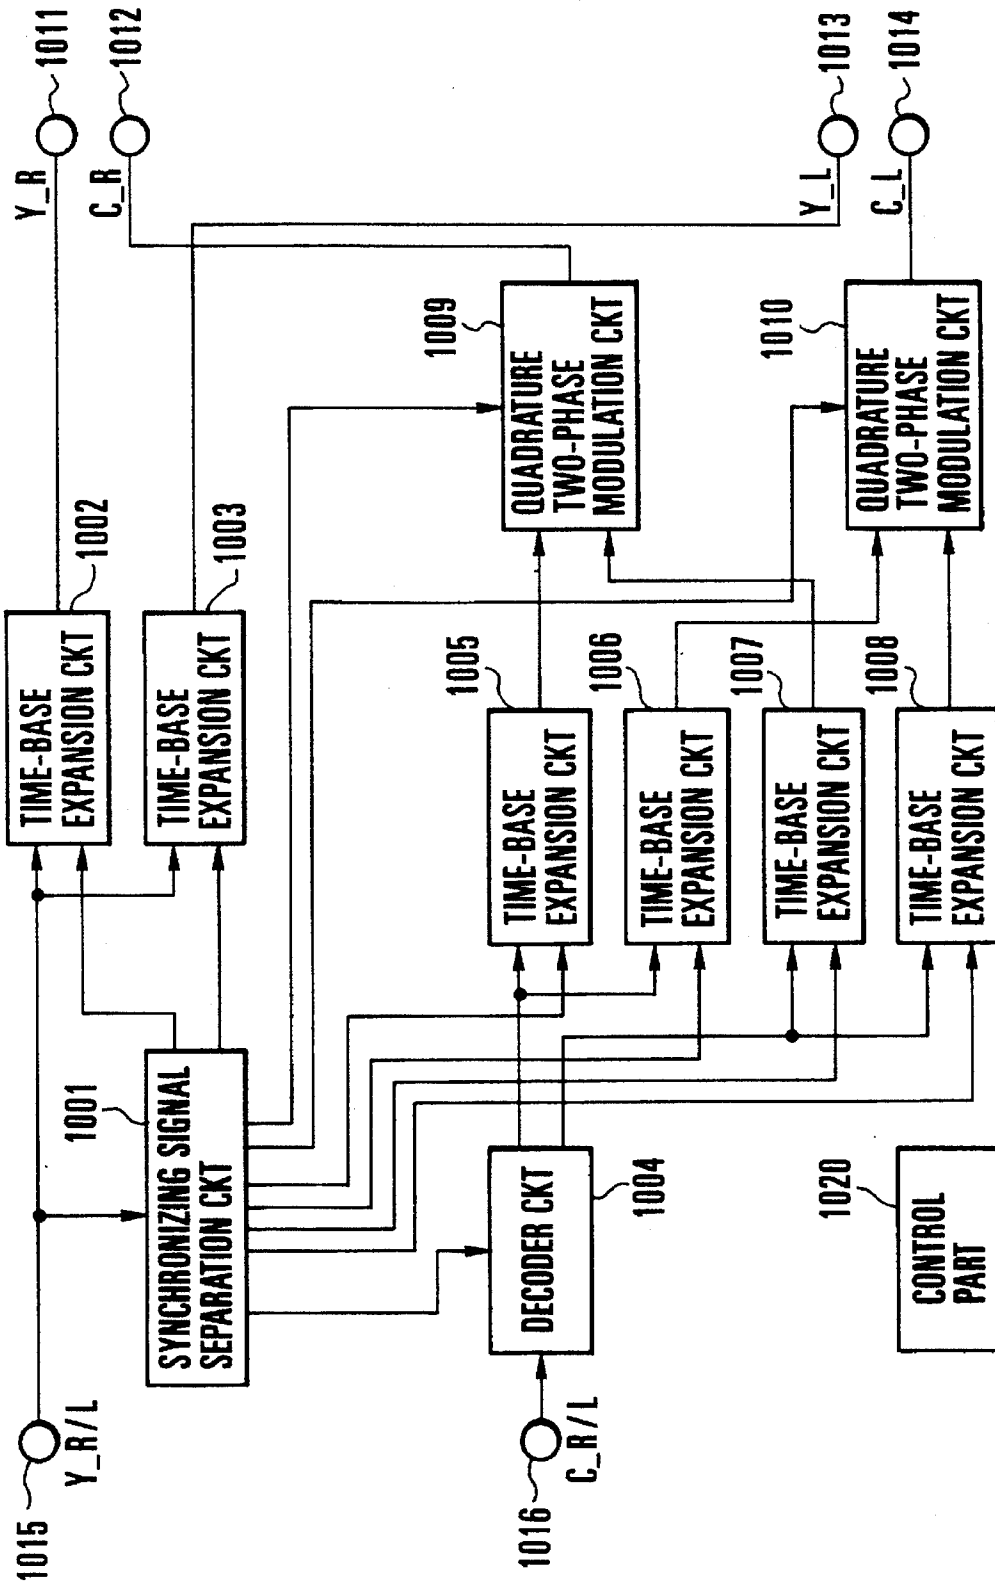 1015
Y_R/L
1001
SYNCHRONIZING SIGNAL
SEPARATION CKT
1002
TIME-BASE
EXPANSION CKT
1003
TIME-BASE
EXPANSION CKT
Y_R
1011
C_R
1012
1016
C_R/L
DECODER CKT
1004
1005
TIME-BASE
EXPANSION CKT
1006
TIME-BASE
EXPANSION CKT
1007
TIME-BASE
EXPANSION CKT
1008
TIME-BASE
EXPANSION CKT
1009
QUADRATURE
TWO-PHASE
MODULATION CKT
1010
QUADRATURE
TWO-PHASE
MODULATION CKT
Y_L
1013
C_L
1014
1020
CONTROL
PART